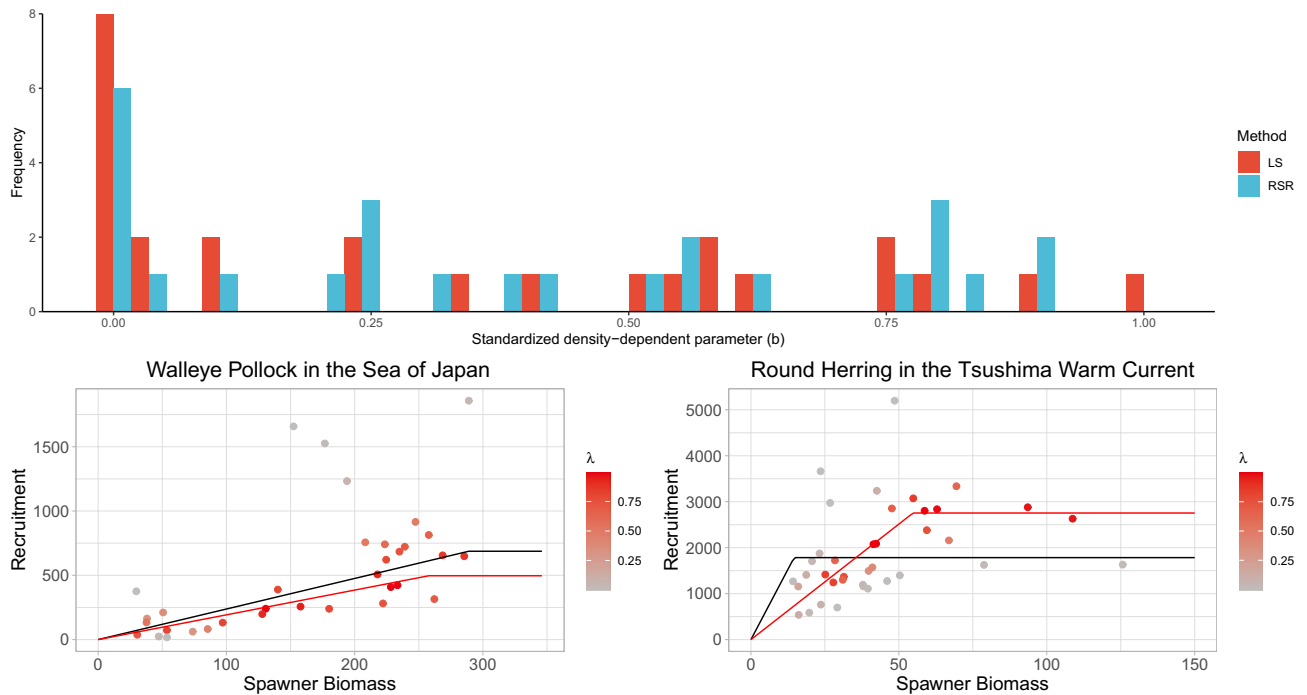 8
6
4
2
0
Frequency
0.00 0.25 0.50 0.75 1.00
Standardized density−dependent parameter (b)
Method
LS
RSR
Walleye Pollock in the Sea of Japan
1500
1000
500
0
Recruitment
0 100 200 300
Spawner Biomass
λ
0.75
0.50
0.25
Round Herring in the Tsushima Warm Current
5000
4000
3000
2000
1000
0
Recruitment
0 50 100 150
Spawner Biomass
λ
0.75
0.50
0.25